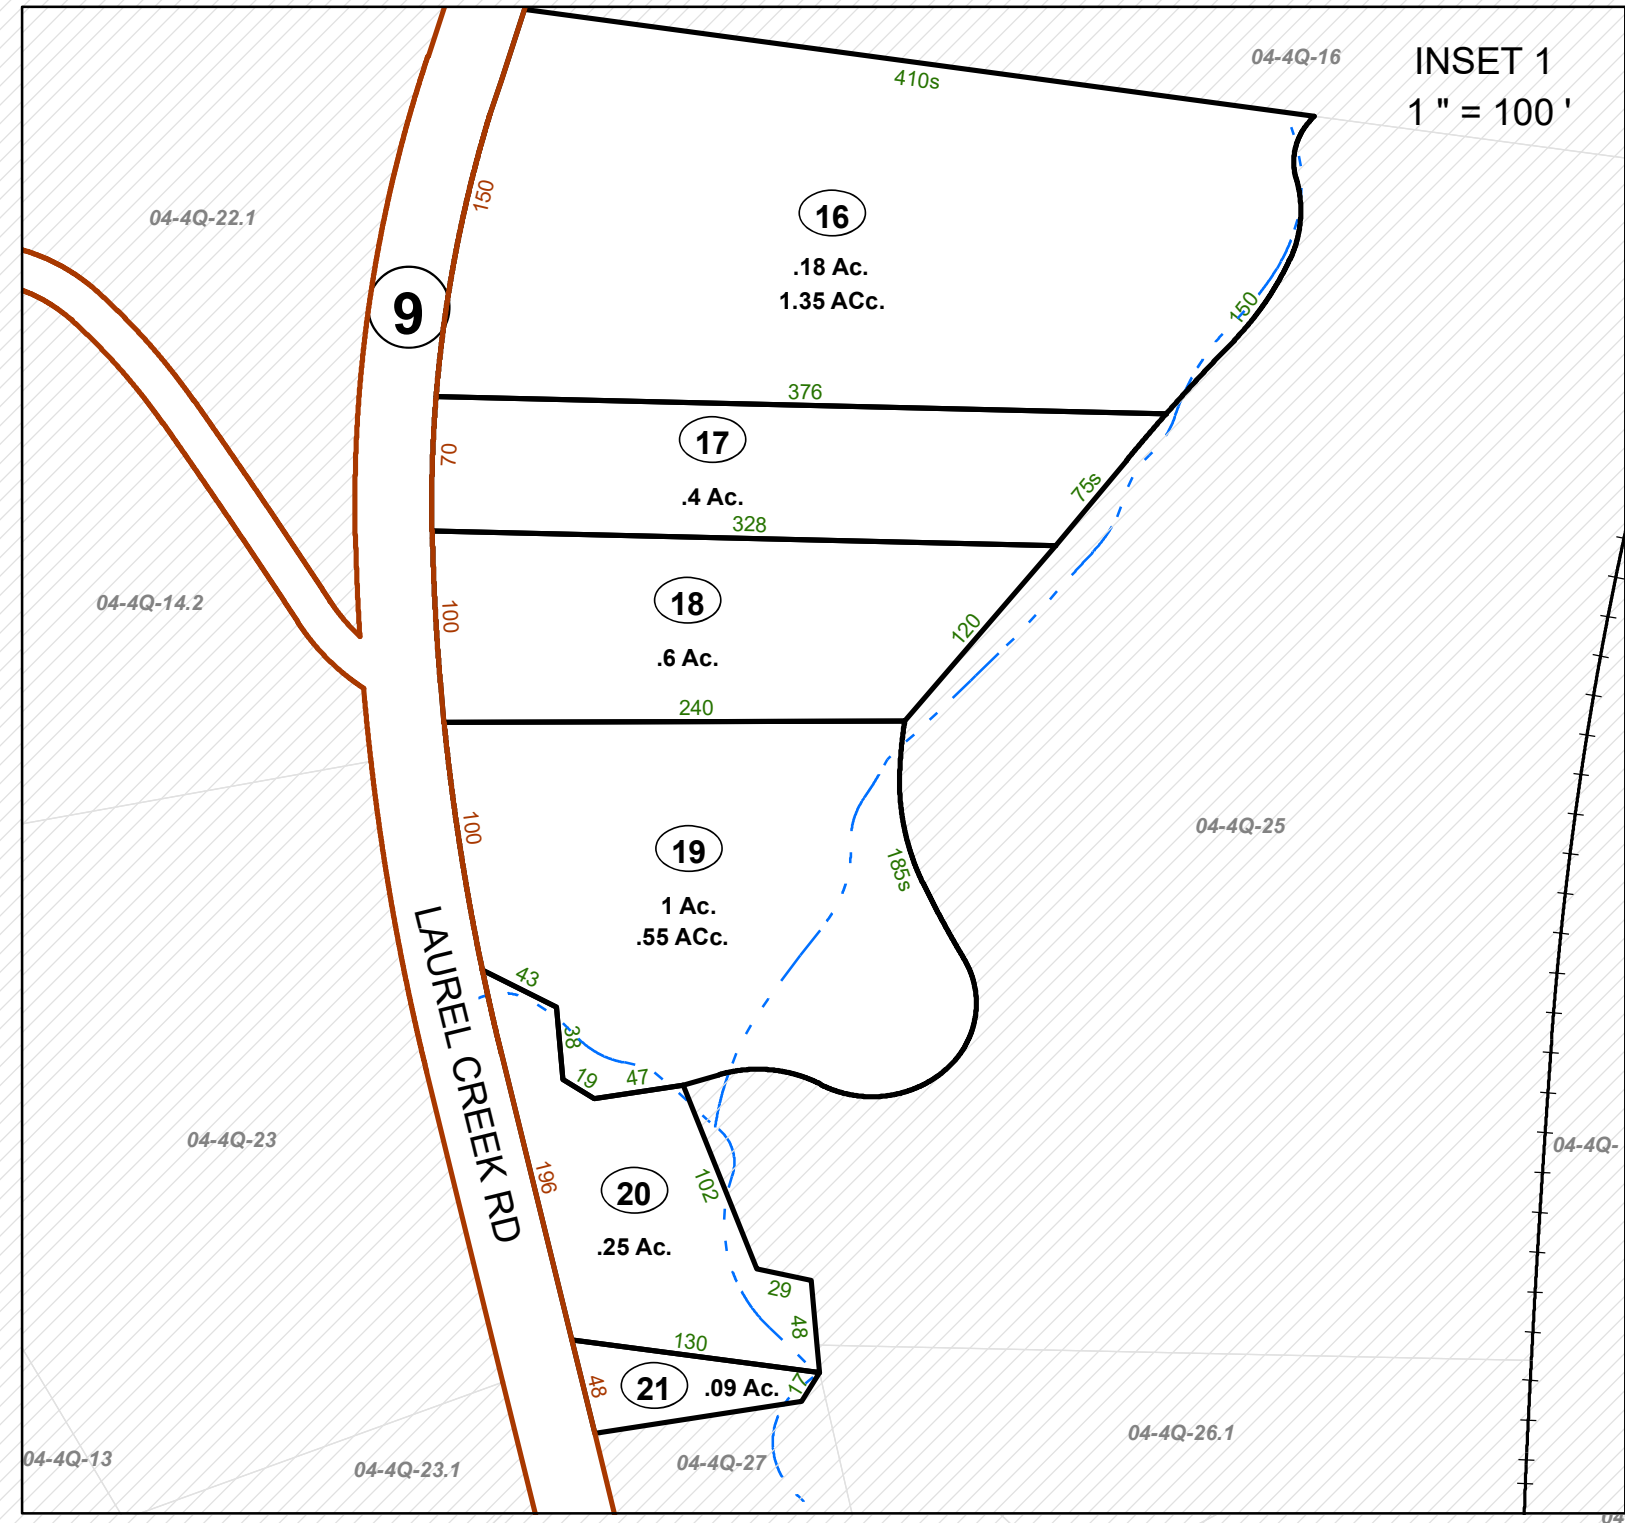 04-4Q-16
INSET 1
1 " = 100 '
410s
150
04-4Q-22.1
16
.18 Ac.
1.35 ACc.
9
150
376
17
70
.4 Ac.
75s
328
18
100
.6 Ac.
120
04-4Q-14.2
240
100
19
1 Ac.
.55 ACc.
185s
04-4Q-25
LAUREL CREEK RD
43
38
19
47
04-4Q-23
04-4Q-
196
20
.25 Ac.
102
29
48
130
48
21
.09 Ac.
17
04-4Q-13
04-4Q-23.1
04-4Q-27
04-4Q-26.1
04